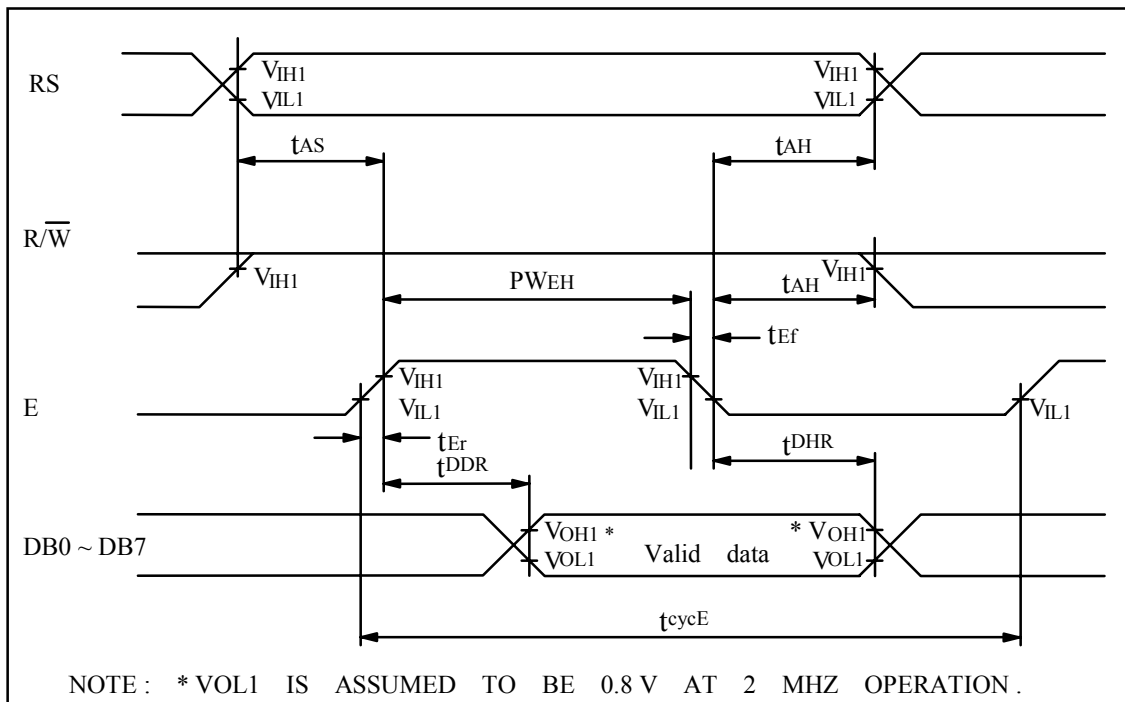 RS
VIH1
VIL1
VIH1
VIL1
tAS
tAH
R/W̅
VIH1
PWEH
tAH
VIH1
tEf
E
VIH1
VIL1
VIH1
VIL1
VIL1
tEr
tDDR
tDHR
DB0 ~ DB7
VOH1 *
VOL1
Valid data
* VOH1
VOL1
tcycE
NOTE : * VOL1 IS ASSUMED TO BE 0.8 V AT 2 MHZ OPERATION .